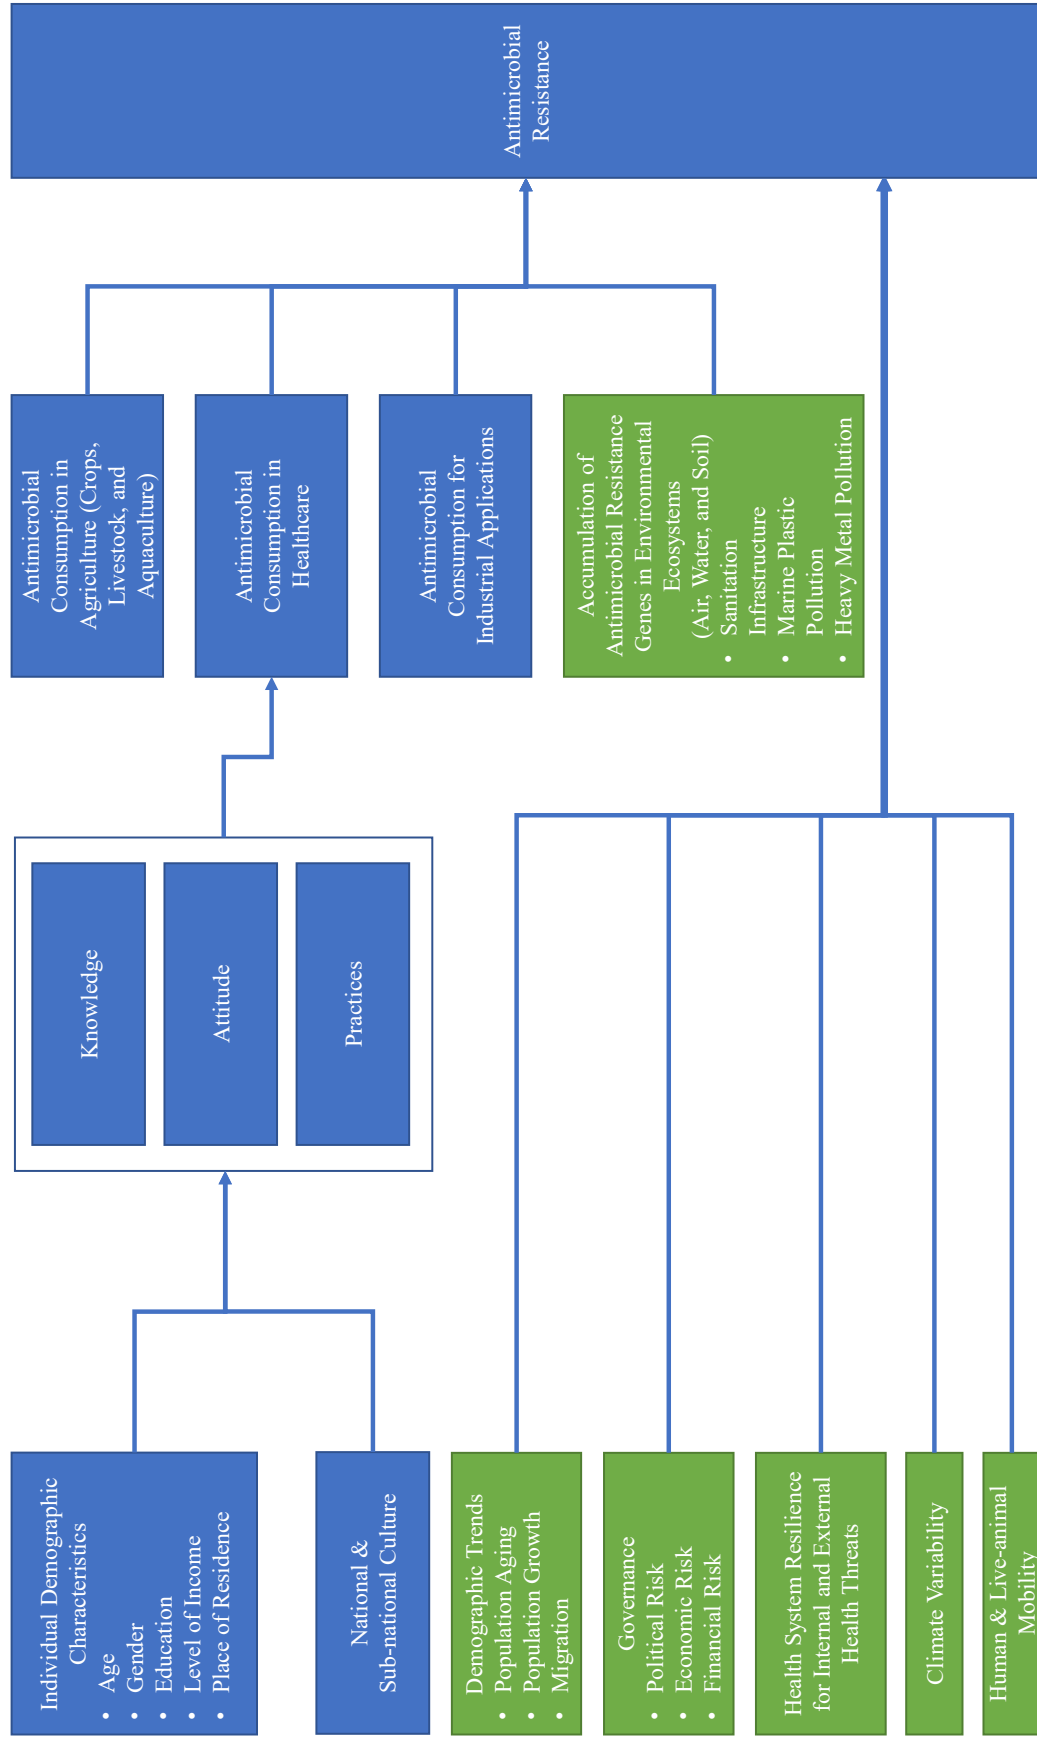 Individual Demographic
Characteristics
• Age
• Gender
• Education
• Level of Income
• Place of Residence
National &
Sub-national Culture
Demographic Trends
• Population Aging
• Population Growth
• Migration
Governance
• Political Risk
• Economic Risk
• Financial Risk
Health System Resilience
for Internal and External
Health Threats
Climate Variability
Human & Live-animal
Mobility
Knowledge
Attitude
Practices
Antimicrobial
Consumption in
Agriculture (Crops,
Livestock, and
Aquaculture)
Antimicrobial
Consumption in
Healthcare
Antimicrobial
Consumption for
Industrial Applications
Accumulation of
Antimicrobial Resistance
Genes in Environmental
Ecosystems
(Air, Water, and Soil)
• Sanitation
Infrastructure
• Marine Plastic
Pollution
• Heavy Metal Pollution
Antimicrobial
Resistance